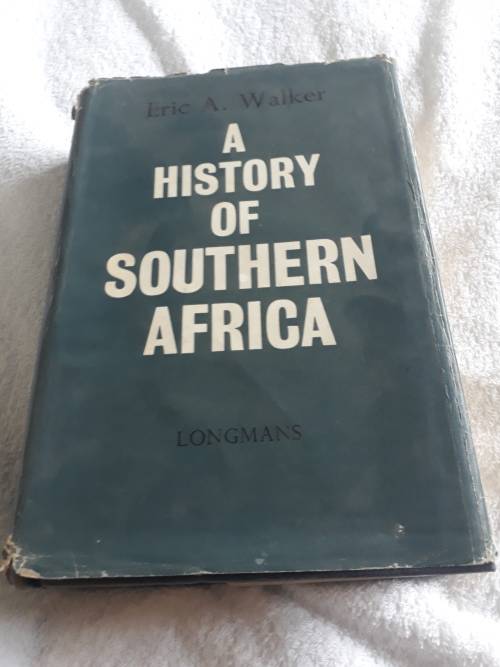 Eric A. Walker
A
HISTORY
OF
SOUTHERN
AFRICA
LONGMANS